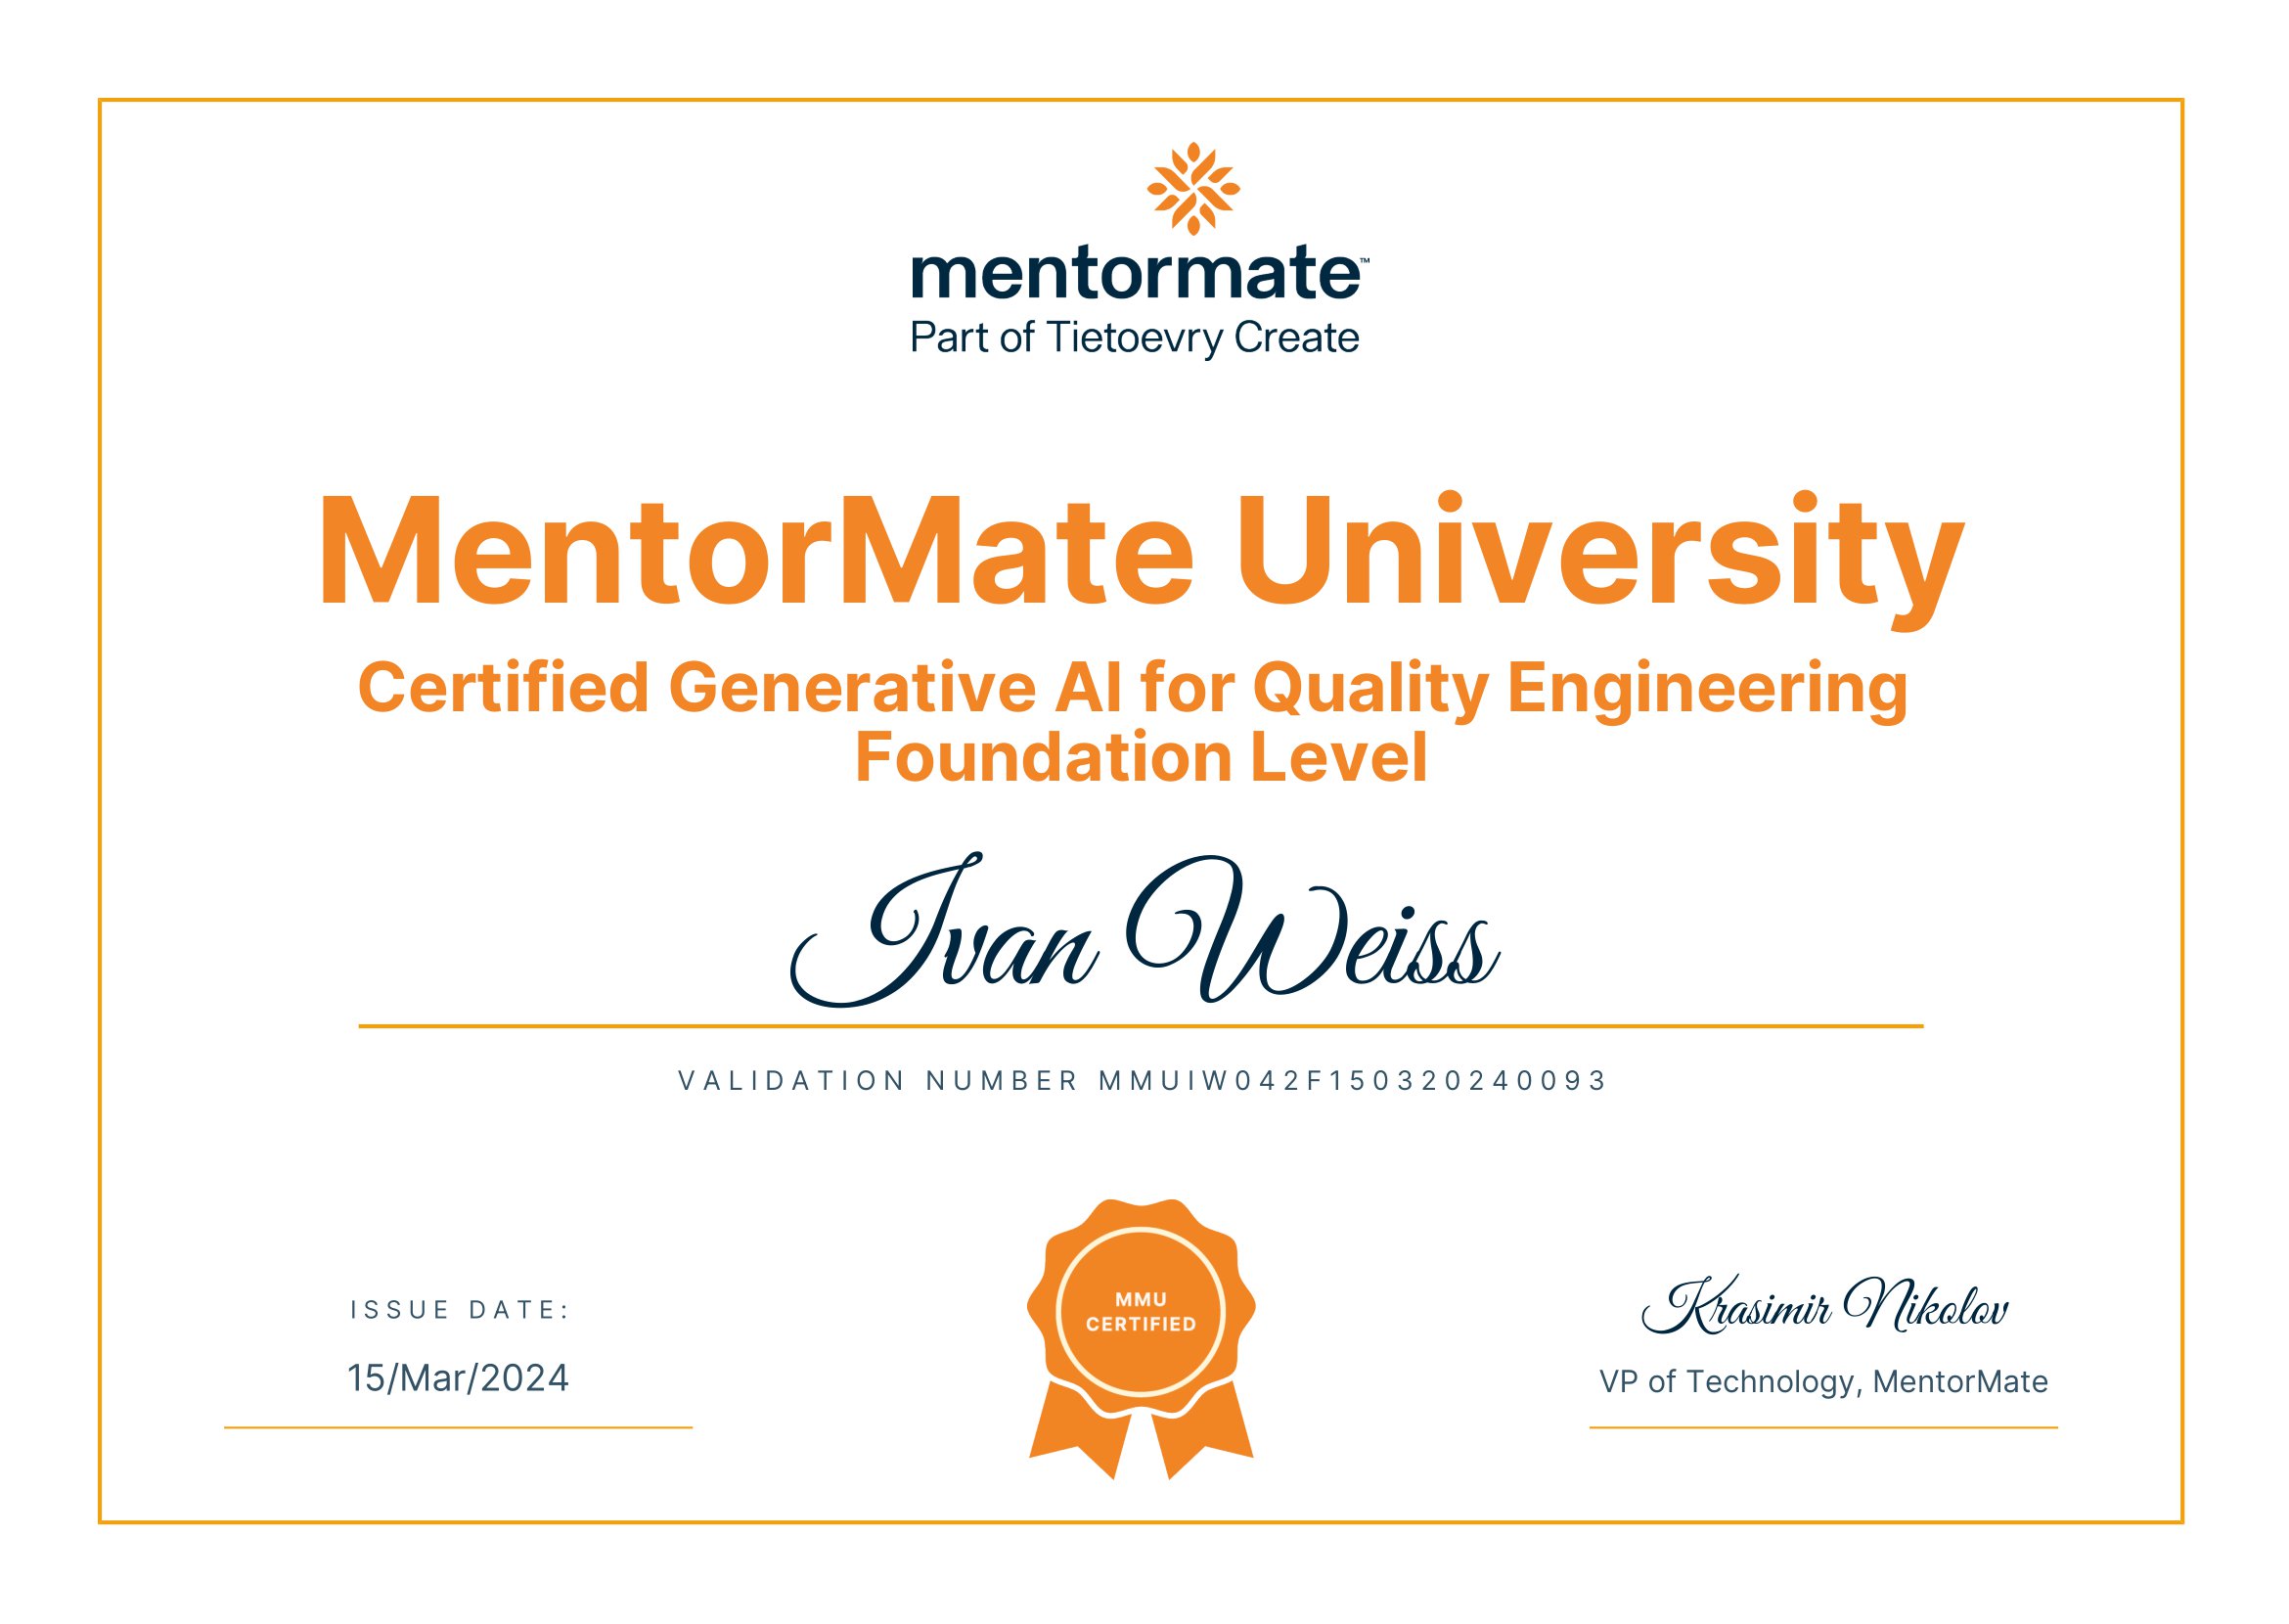 mentormate™
Part of Tietoevry Create
MentorMate University
Certified Generative AI for Quality Engineering
Foundation Level
Ivan Weiss
VALIDATION NUMBER MMUIW042F150320240093
MMU
CERTIFIED
ISSUE DATE:
15/Mar/2024
Krasimir Nikolov
VP of Technology, MentorMate